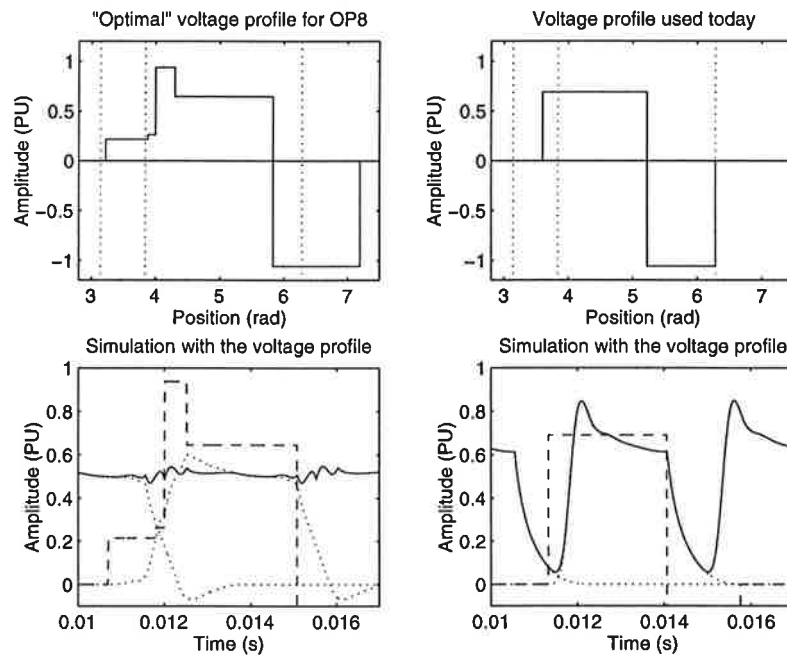 "Optimal" voltage profile for OP8
1
0.5
0
−0.5
−1
Amplitude (PU)
3 4 5 6 7
Position (rad)
Voltage profile used today
1
0.5
0
−0.5
−1
Amplitude (PU)
3 4 5 6 7
Position (rad)
Simulation with the voltage profile
1
0.8
0.6
0.4
0.2
0
Amplitude (PU)
0.01 0.012 0.014 0.016
Time (s)
Simulation with the voltage profile
1
0.8
0.6
0.4
0.2
0
Amplitude (PU)
0.01 0.012 0.014 0.016
Time (s)